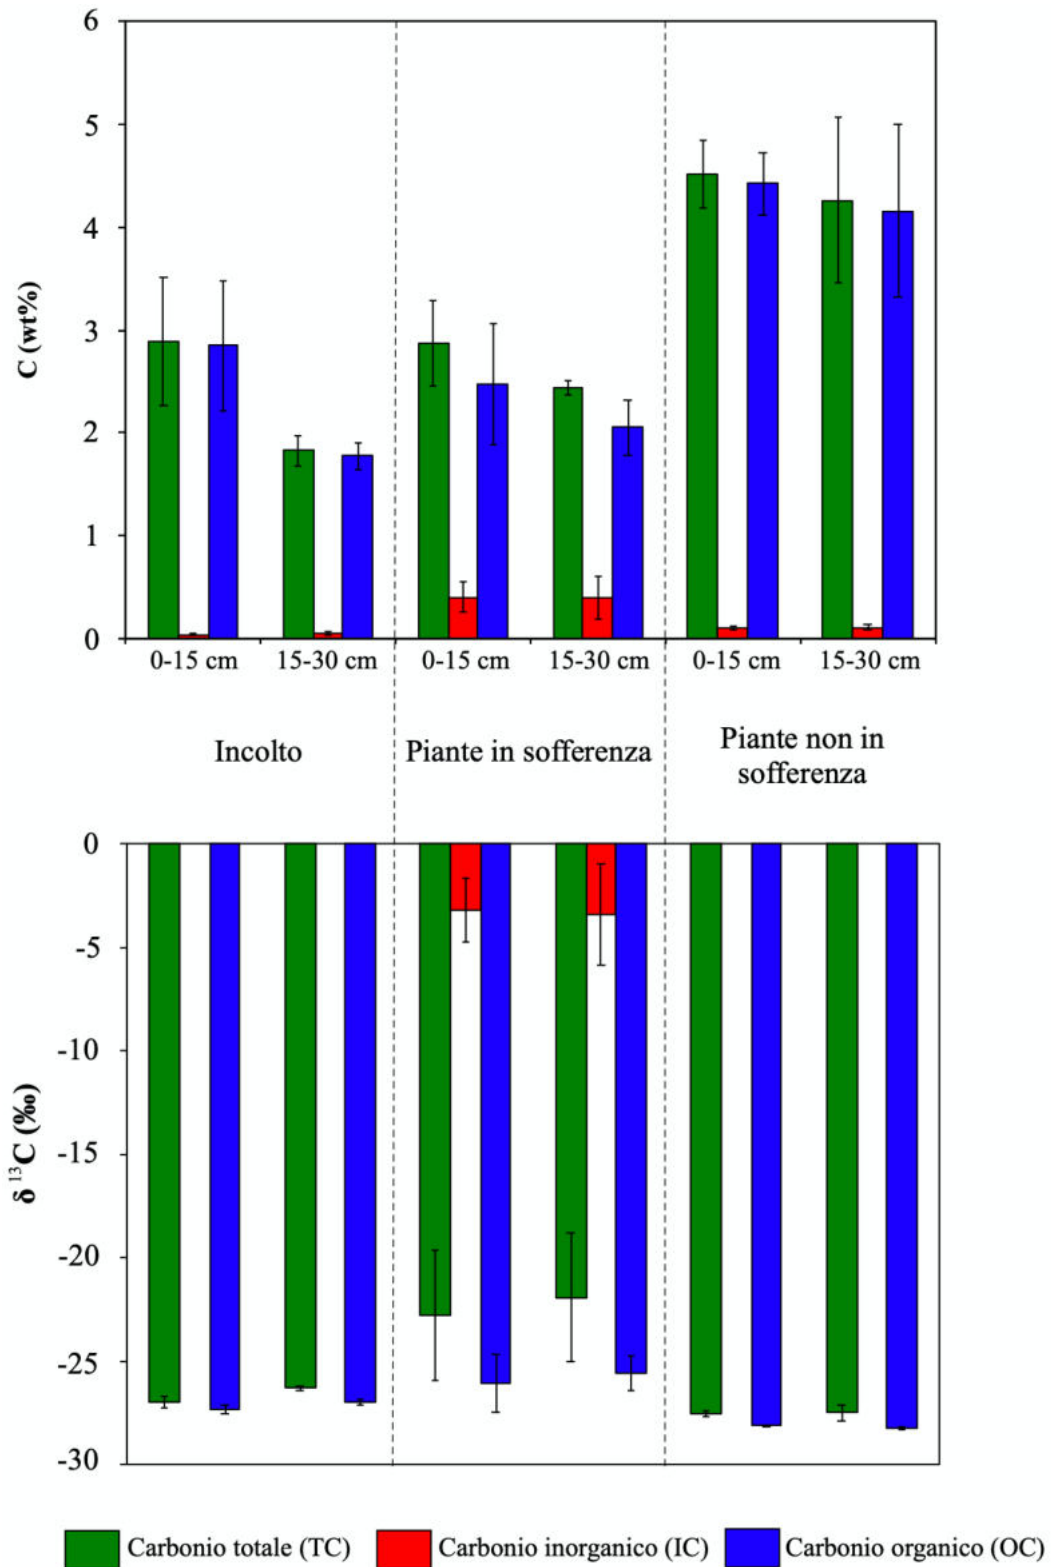 6
5
4
3
2
1
0
C (wt%)
0-15 cm 15-30 cm 0-15 cm 15-30 cm 0-15 cm 15-30 cm
Incolto
Piante in sofferenza
Piante non in
sofferenza
0
-5
-10
-15
-20
-25
-30
δ ¹³C (‰)
Carbonio totale (TC) Carbonio inorganico (IC) Carbonio organico (OC)